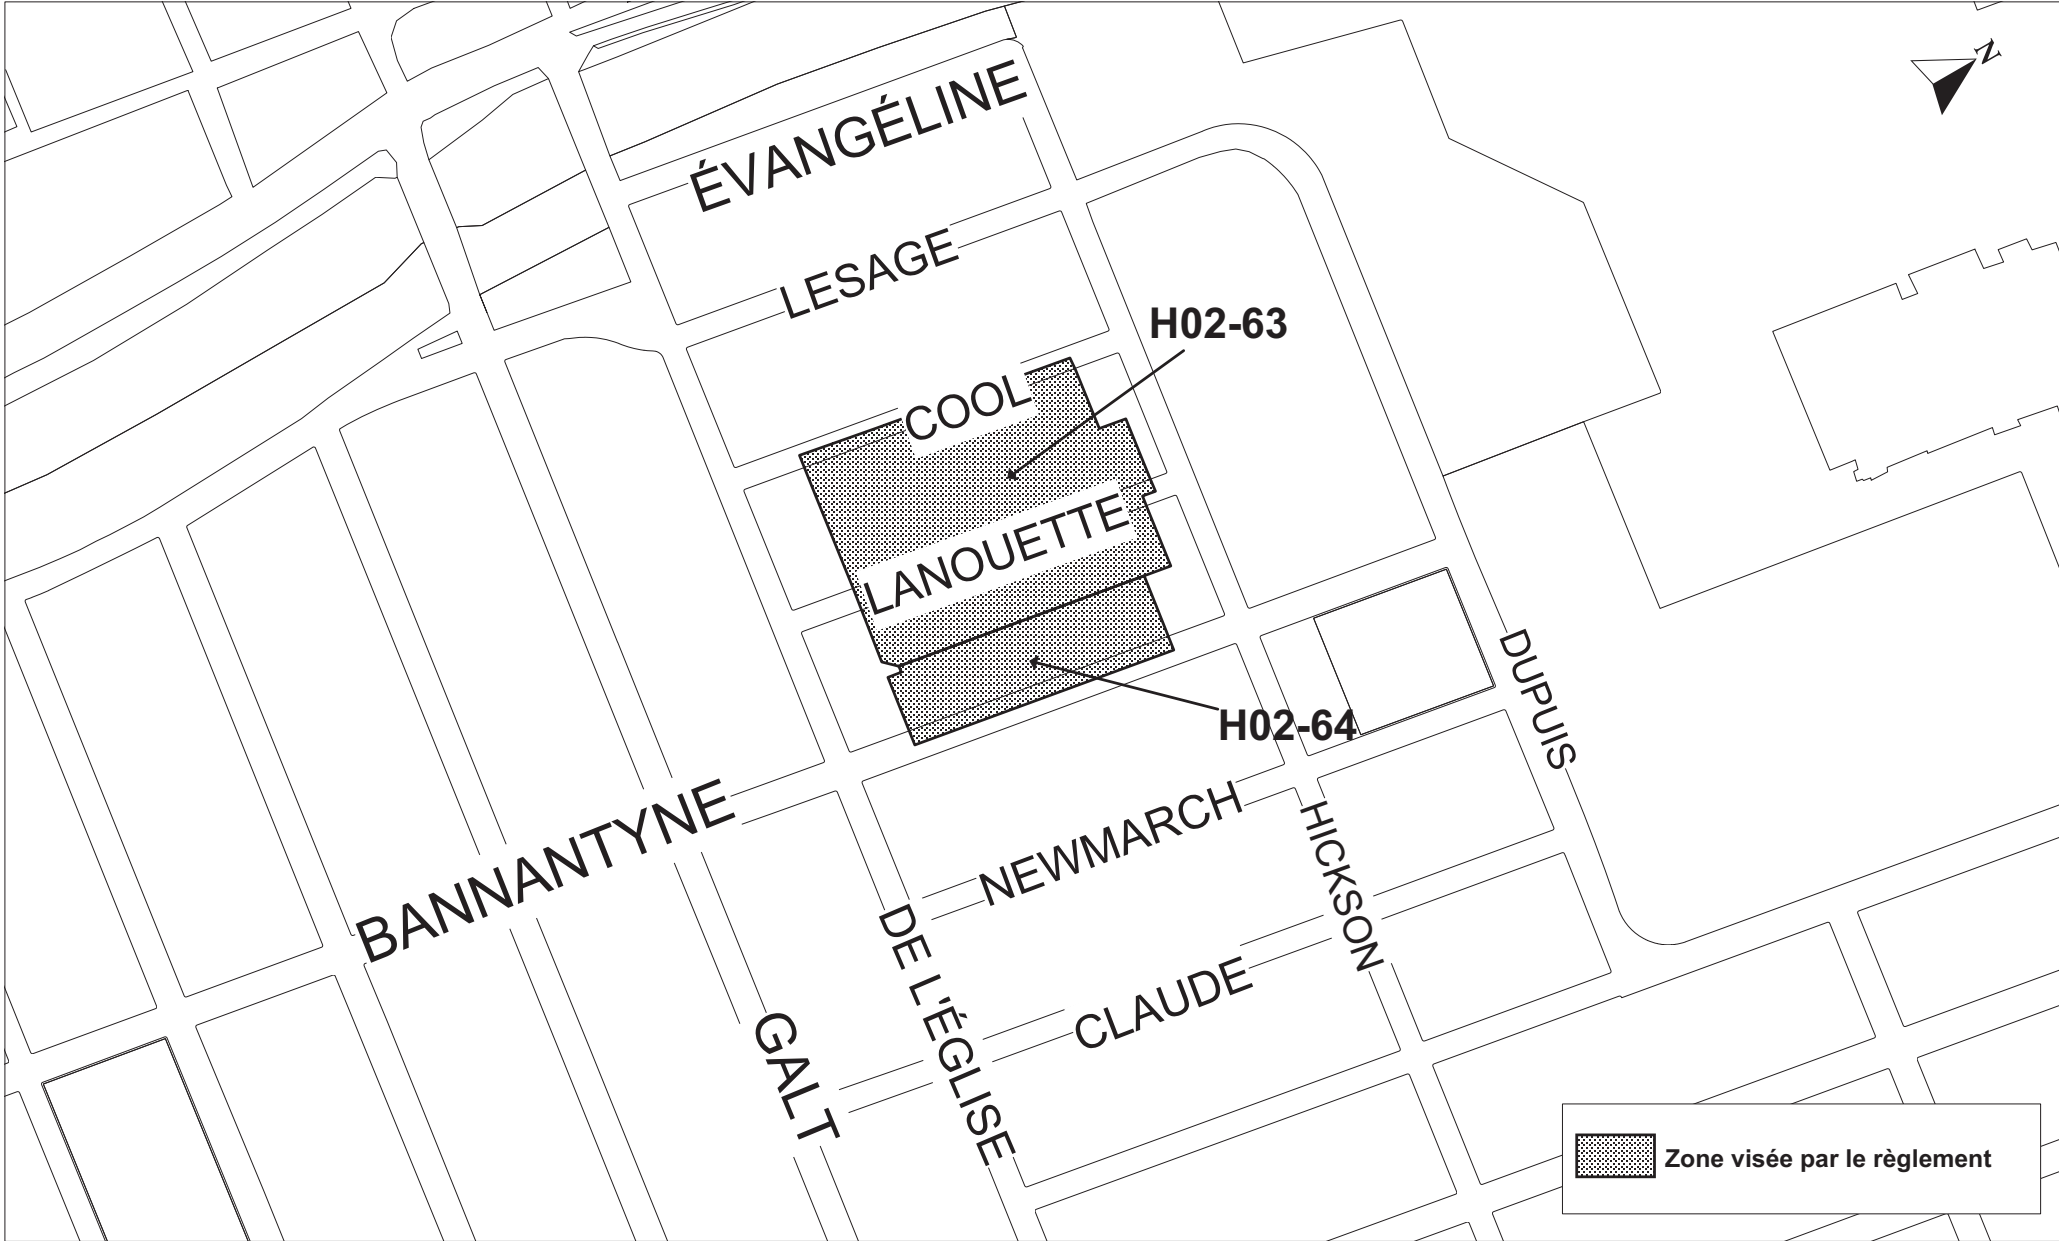 N
ÉVANGÉLINE
LESAGE
H02-63
COOL
LANOUETTE
H02-64
DUPUIS
BANNANTYNE
NEWMARCH
HICKSON
DE L'ÉGLISE
CLAUDE
GALT
Zone visée par le règlement